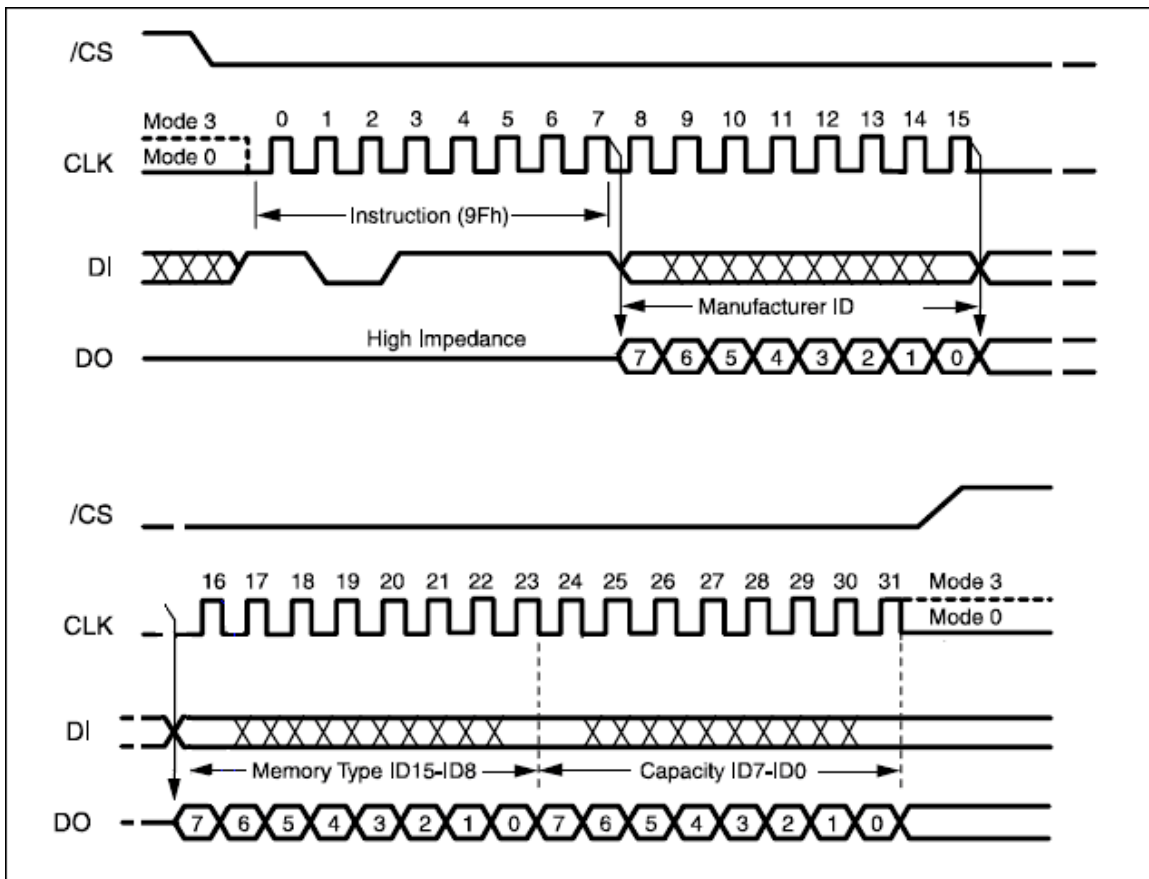 /CS
0 1 2 3 4 5 6 7 8 9 10 11 12 13 14 15
Mode 3
Mode 0
CLK
Instruction (9Fh)
DI
Manufacturer ID
High Impedance
DO
7 6 5 4 3 2 1 0
/CS
16 17 18 19 20 21 22 23 24 25 26 27 28 29 30 31
Mode 3
Mode 0
CLK
DI
Memory Type ID15-ID8 Capacity ID7-ID0
DO
7 6 5 4 3 2 1 0 7 6 5 4 3 2 1 0